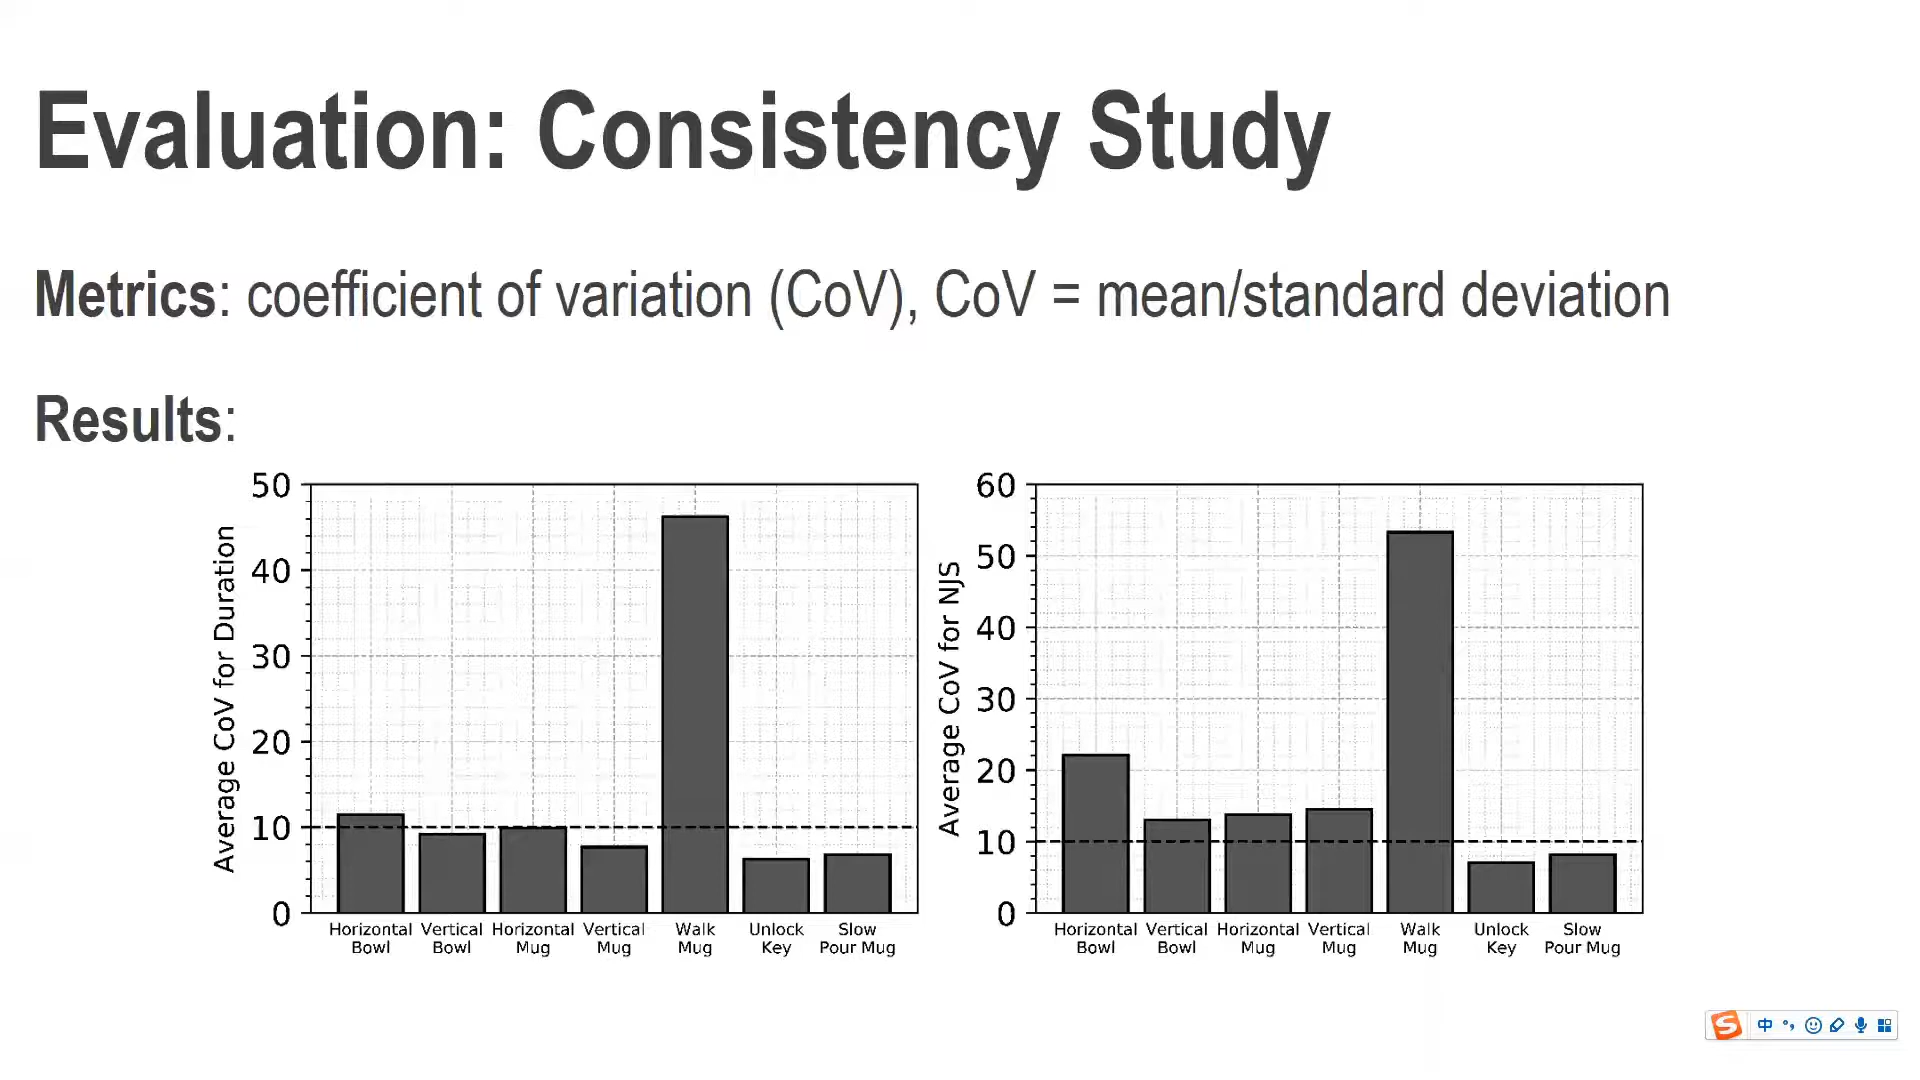 Evaluation: Consistency Study
Metrics: coefficient of variation (CoV), CoV = mean/standard deviation
Results:
Average CoV for Duration
50
40
30
20
10
0
Horizontal Bowl
Vertical Bowl
Horizontal Mug
Vertical Mug
Walk Mug
Unlock Key
Slow Pour Mug
Average CoV for NJS
60
50
40
30
20
10
0
Horizontal Bowl
Vertical Bowl
Horizontal Mug
Vertical Mug
Walk Mug
Unlock Key
Slow Pour Mug
S
中